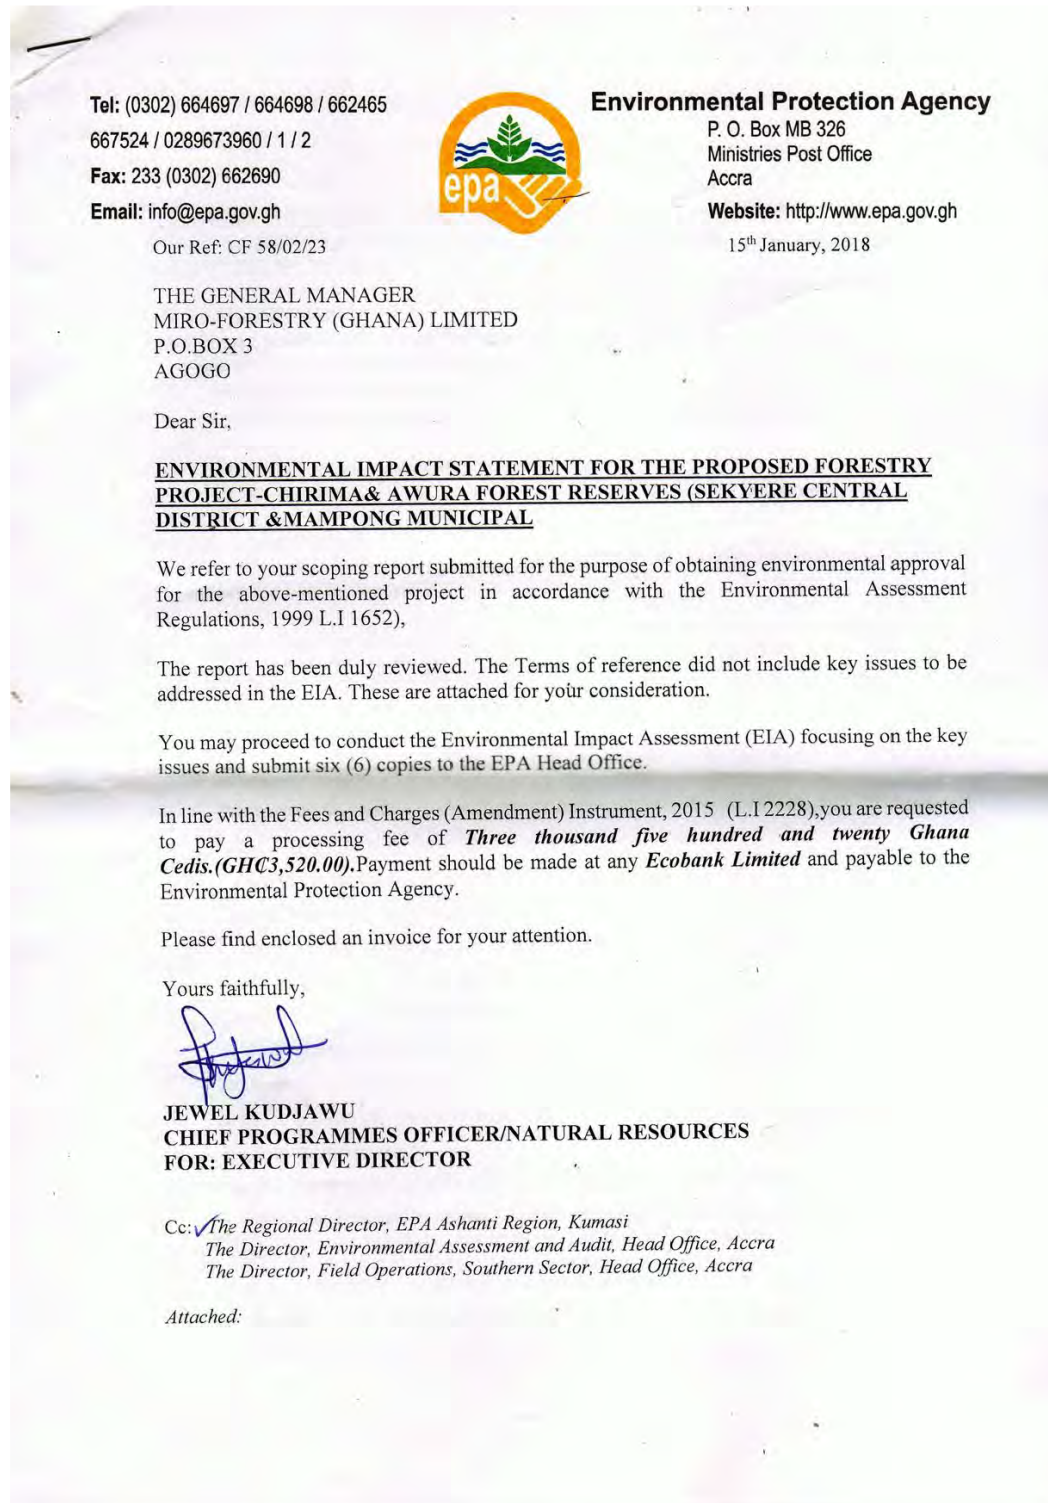 Tel: (0302) 664697 / 664698 / 662465
667524 / 0289673960 / 1 / 2
Fax: 233 (0302) 662690
Email: info@epa.gov.gh
epa
Environmental Protection Agency
P. O. Box MB 326
Ministries Post Office
Accra
Website: http://www.epa.gov.gh
Our Ref: CF 58/02/23
15th January, 2018
THE GENERAL MANAGER
MIRO-FORESTRY (GHANA) LIMITED
P.O.BOX 3
AGOGO
Dear Sir,
ENVIRONMENTAL IMPACT STATEMENT FOR THE PROPOSED FORESTRY
PROJECT-CHIRIMA& AWURA FOREST RESERVES (SEKYERE CENTRAL
DISTRICT &MAMPONG MUNICIPAL
We refer to your scoping report submitted for the purpose of obtaining environmental approval
for the above-mentioned project in accordance with the Environmental Assessment
Regulations, 1999 L.I 1652),
The report has been duly reviewed. The Terms of reference did not include key issues to be
addressed in the EIA. These are attached for your consideration.
You may proceed to conduct the Environmental Impact Assessment (EIA) focusing on the key
issues and submit six (6) copies to the EPA Head Office.
In line with the Fees and Charges (Amendment) Instrument, 2015 (L.I 2228),you are requested
to pay a processing fee of Three thousand five hundred and twenty Ghana
Cedis.(GH₵3,520.00).Payment should be made at any Ecobank Limited and payable to the
Environmental Protection Agency.
Please find enclosed an invoice for your attention.
Yours faithfully,
JEWEL KUDJAWU
CHIEF PROGRAMMES OFFICER/NATURAL RESOURCES
FOR: EXECUTIVE DIRECTOR
Cc: The Regional Director, EPA Ashanti Region, Kumasi
The Director, Environmental Assessment and Audit, Head Office, Accra
The Director, Field Operations, Southern Sector, Head Office, Accra
Attached: